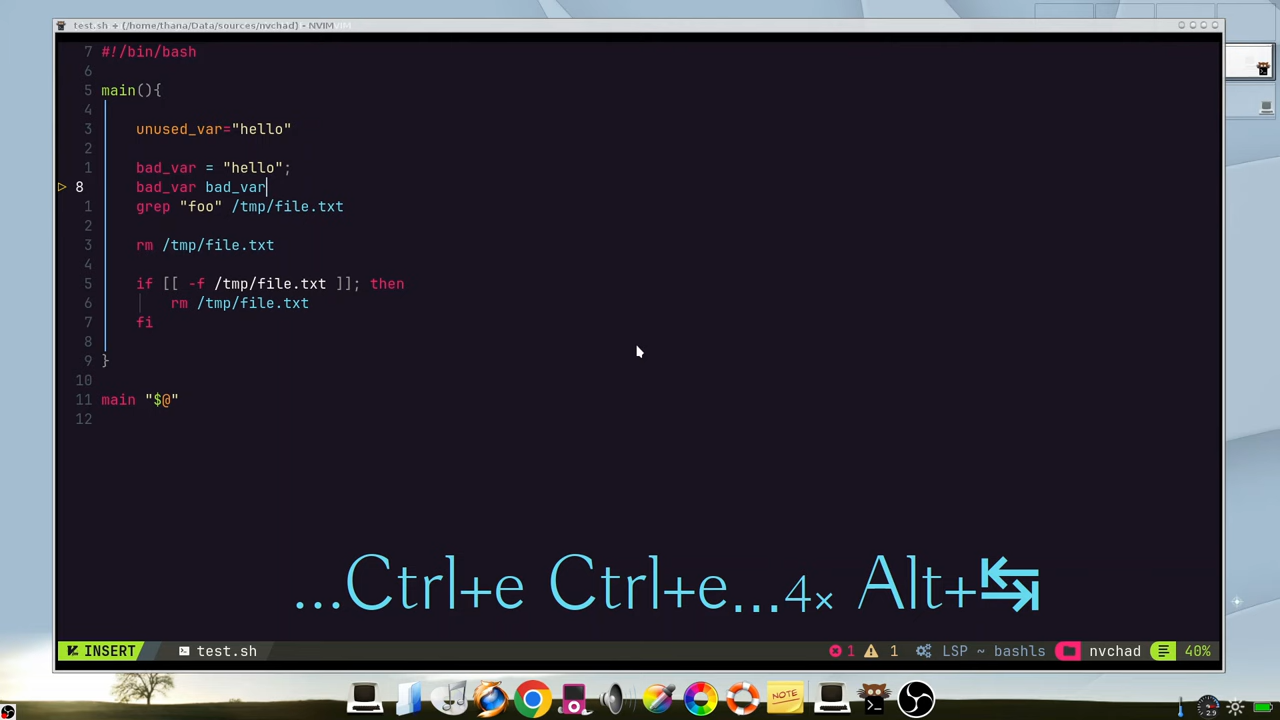 test.sh + (/home/thana/Data/sources/nvchad) - NVIM
7 #!/bin/bash
6
5 main(){
4
3 unused_var="hello"
2
1 bad_var = "hello";
8 bad_var bad_var
1 grep "foo" /tmp/file.txt
2
3 rm /tmp/file.txt
4
5 if [[ -f /tmp/file.txt ]]; then
6 rm /tmp/file.txt
7 fi
8
9 }
10
11 main "$@"
12
...Ctrl+e Ctrl+e...4× Alt+↹
INSERT test.sh 1 1 LSP ~ bashls nvchad 40%
NOTE
2.9